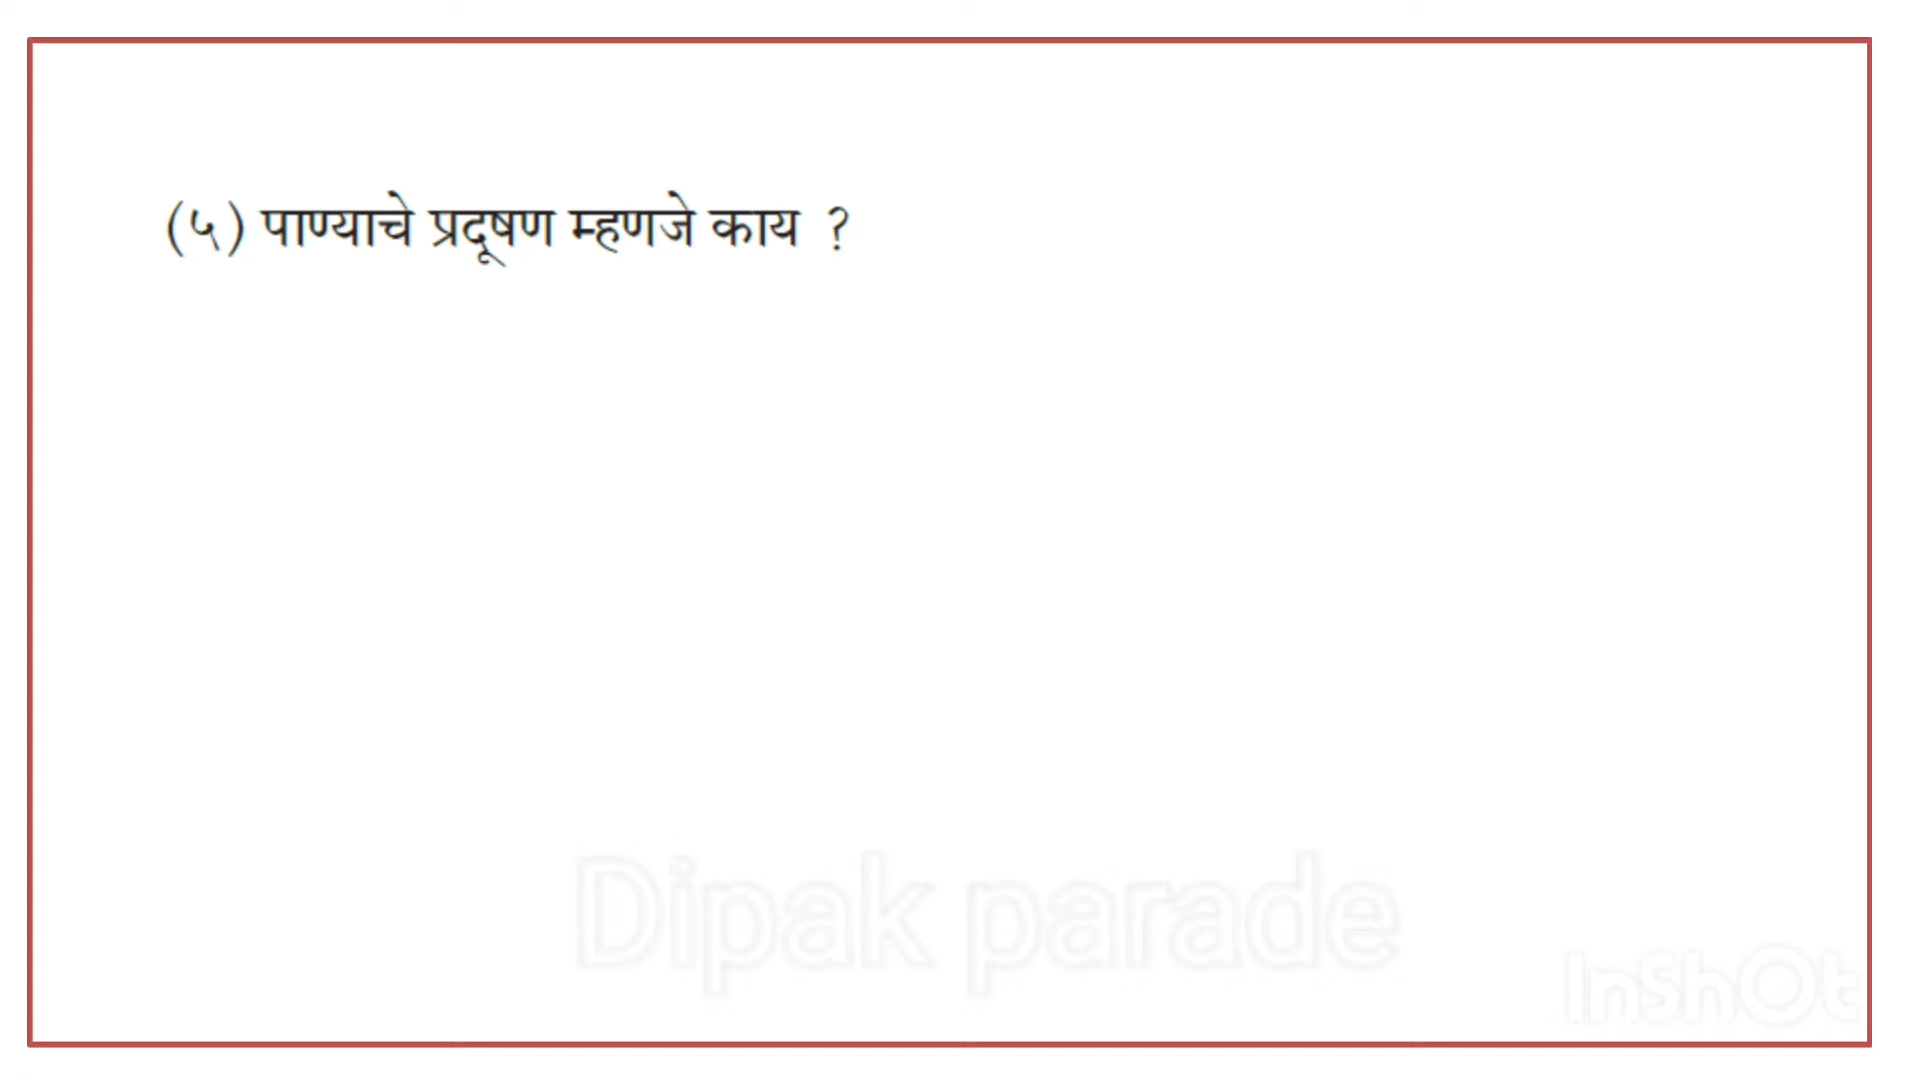 (५) पाण्याचे प्रदूषण म्हणजे काय ?
Dipak parade
InShOt